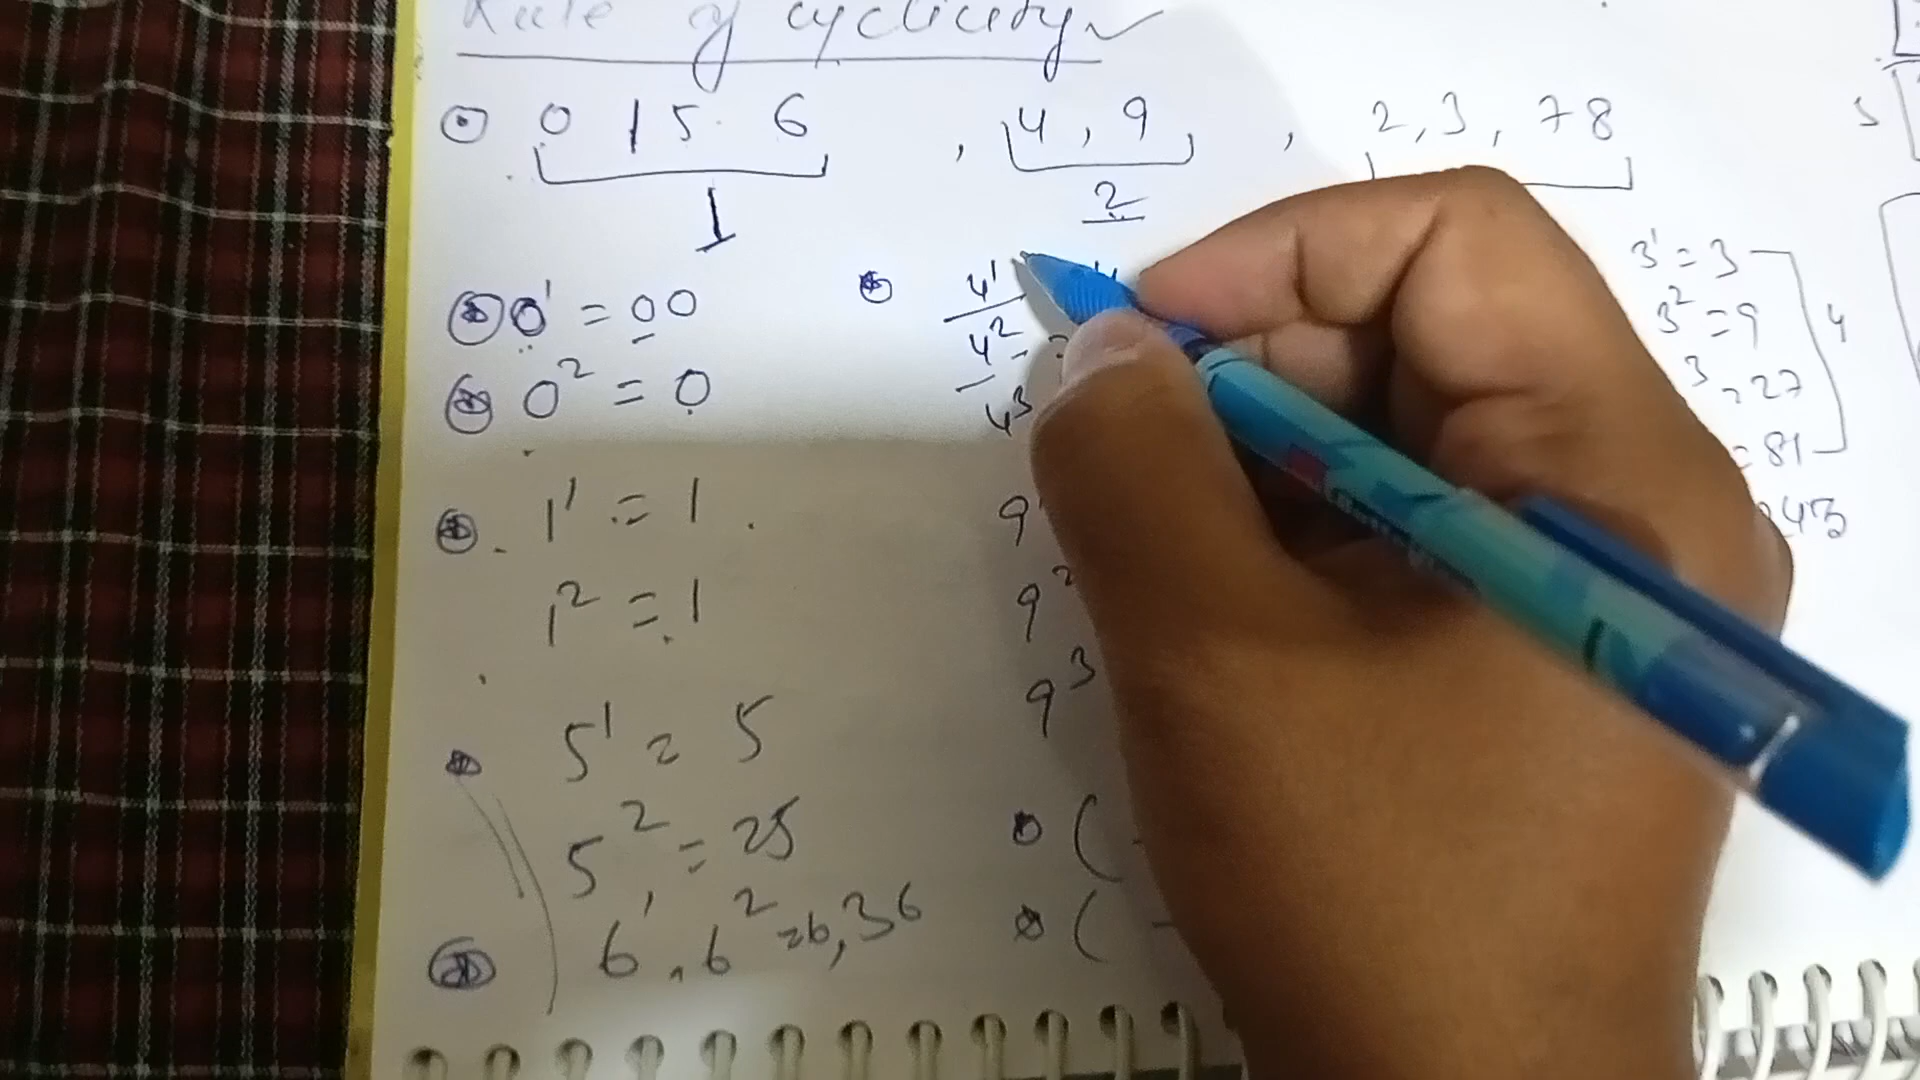 Rule of cyclicity
0 1 5 6 , 4 , 9 , 2 , 3 , 7 8
1 2
0¹ = 00
0² = 0
1¹ = 1
1² = 1
5¹ = 5
5² = 25
6¹, 6² = 6, 36
4¹
4²
4³
9¹
9²
9³
(
(
3¹ = 3
3² = 9
3 = 27
= 81
243
4